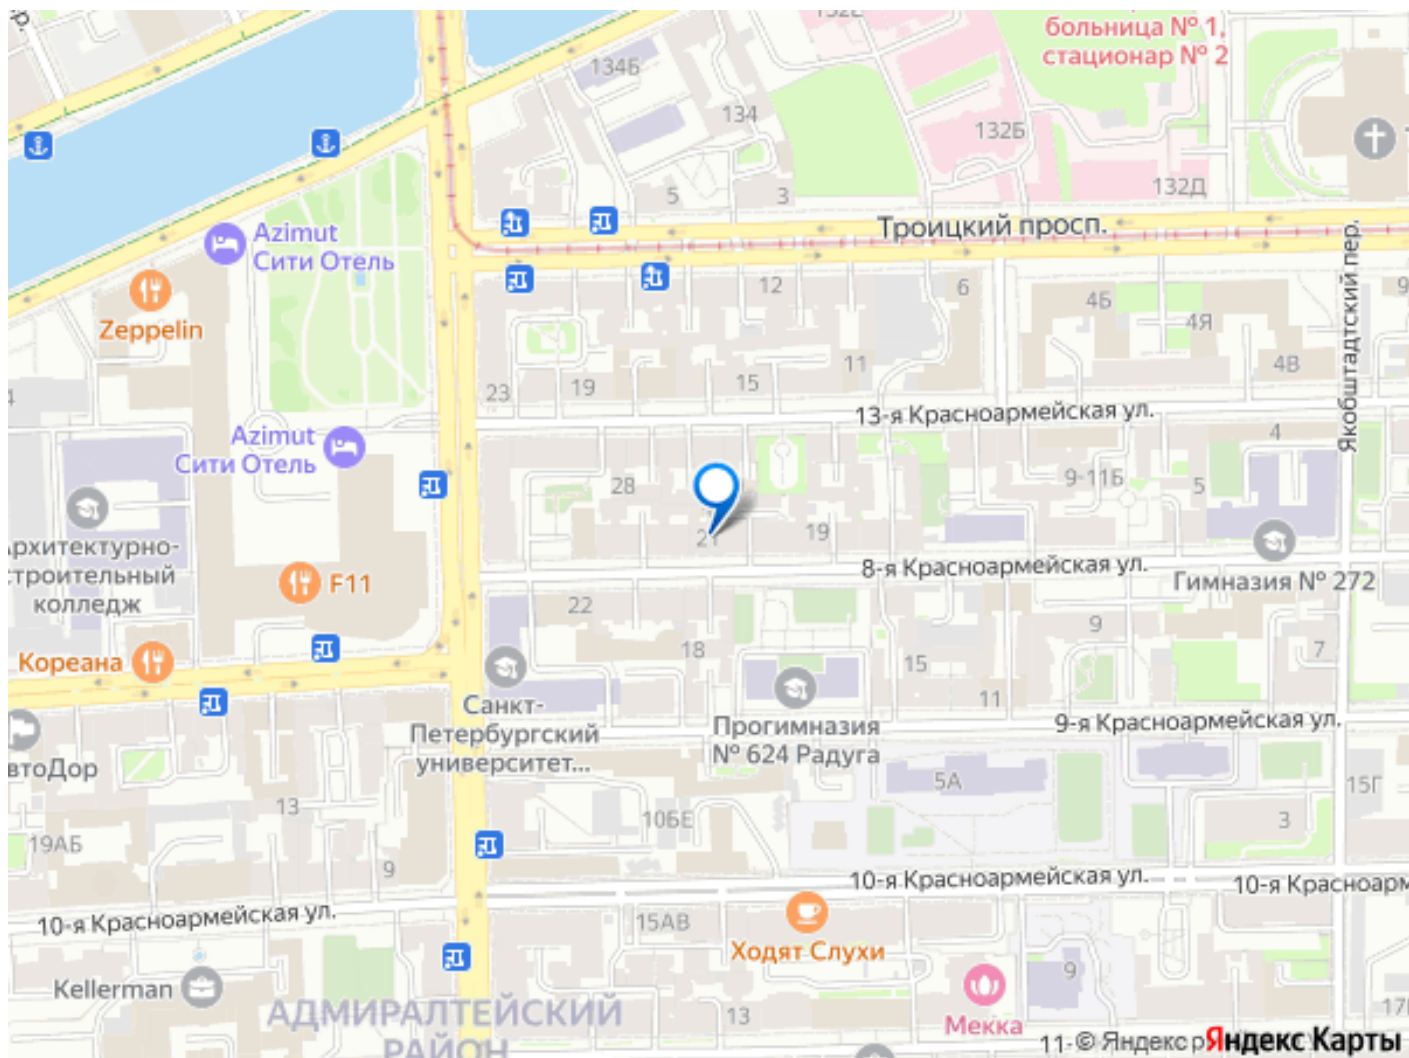 больница № 1,
стационар № 2
134Б
134
132Б
132Д
5
3
Троицкий просп.
Azimut
Сити Отель
Zeppelin
12
6
4Б
4Я
4В
9
Якобштадтский пер.
23
19
15
11
13-я Красноармейская ул.
4
Azimut
Сити Отель
28
9-11Б
5
21
19
8-я Красноармейская ул.
Гимназия № 272
Архитектурно-
строительный
колледж
F11
22
18
9
7
15
11
Кореана
Санкт-
Петербургский
университет...
Прогимназия
№ 624 Радуга
9-я Красноармейская ул.
втоДор
5А
15Г
13
10БЕ
3
19АБ
9
10-я Красноармейская ул.
10-я Красноарм
10-я Красноармейская ул.
15АВ
Ходят Слухи
Kellerman
9
Мекка
АДМИРАЛТЕЙСКИЙ
РАЙОН
13
17
11-© Яндекс р
Яндекс Карты